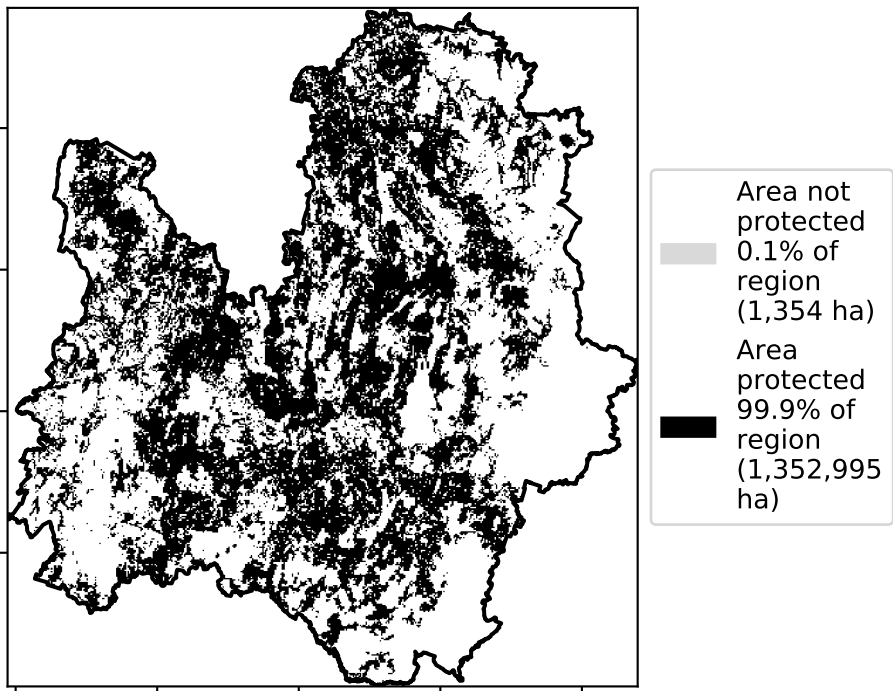 Area not
protected
0.1% of
region
(1,354 ha)
Area
protected
99.9% of
region
(1,352,995
ha)